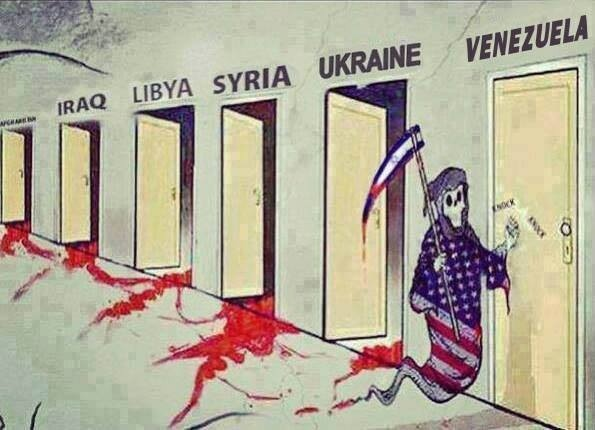 AFGHANISTAN
IRAQ
LIBYA
SYRIA
UKRAINE
VENEZUELA
KNOCK
KNOCK